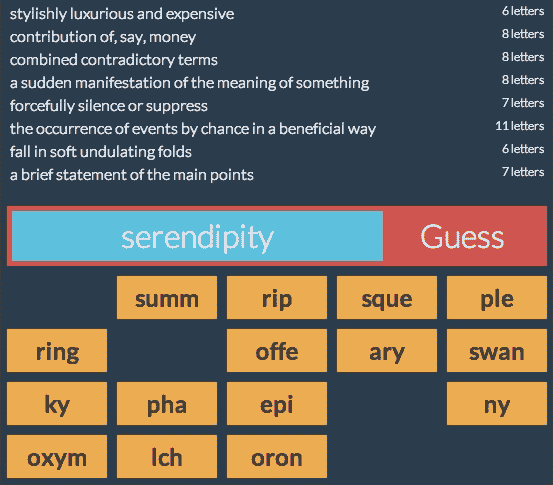 stylishly luxurious and expensive 6 letters
contribution of, say, money 8 letters
combined contradictory terms 8 letters
a sudden manifestation of the meaning of something 8 letters
forcefully silence or suppress 7 letters
the occurrence of events by chance in a beneficial way 11 letters
fall in soft undulating folds 6 letters
a brief statement of the main points 7 letters
serendipity Guess
summ rip sque ple
ring offe ary swan
ky pha epi ny
oxym lch oron